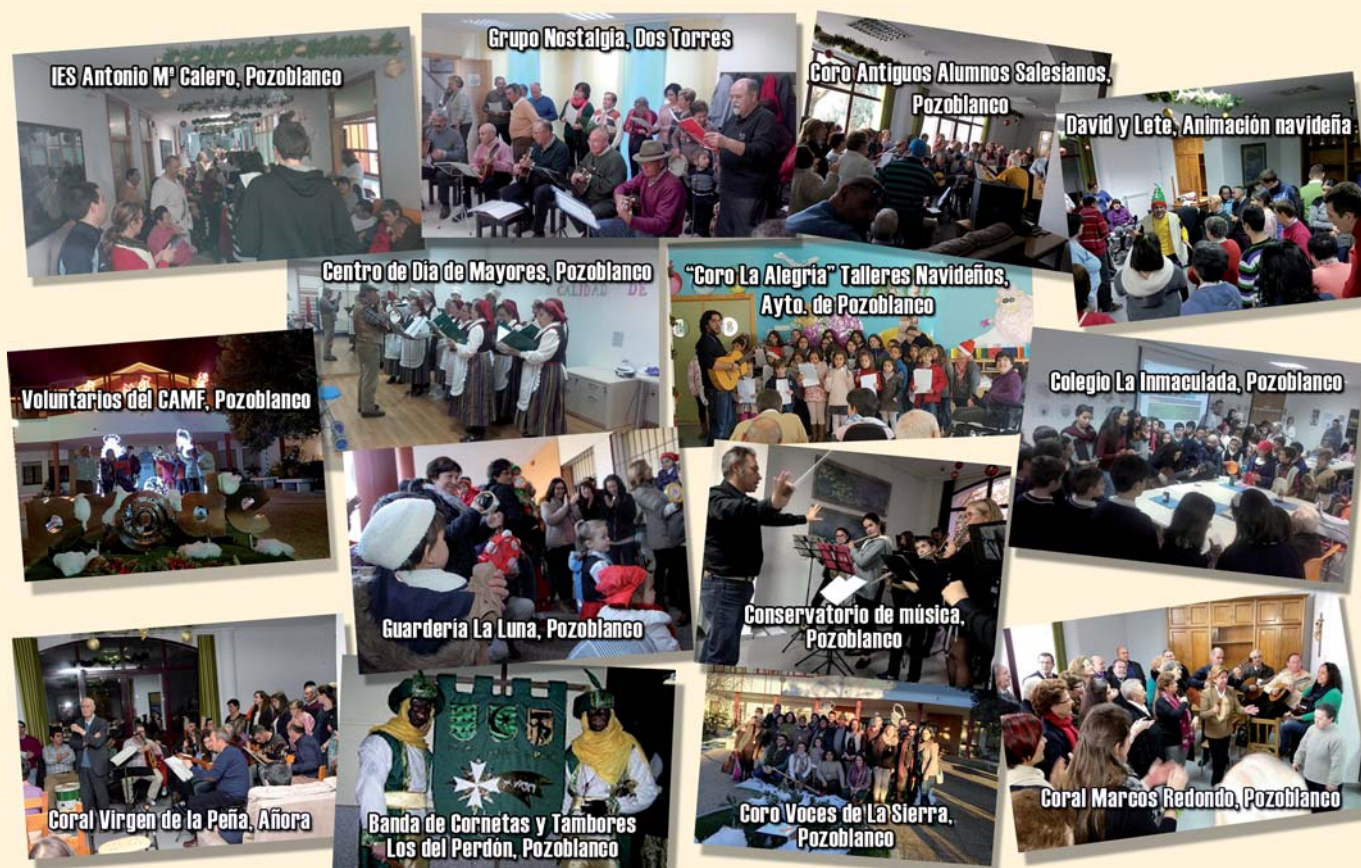 IES Antonio Mª Calero, Pozoblanco
Grupo Nostalgia, Dos Torres
Coro Antiguos Alumnos Salesianos,
Pozoblanco
David y Lete, Animación navideña
Centro de Dia de Mayores, Pozoblanco
CALIDAD DE
"Coro La Alegría" Talleres Navideños,
Ayto. de Pozoblanco
Voluntarios del CAMF, Pozoblanco
Colegio La Inmaculada, Pozoblanco
Guardería La Luna, Pozoblanco
Conservatorio de música,
Pozoblanco
Coral Virgen de la Peña, Añora
Banda de Cornetas y Tambores
Los del Perdón, Pozoblanco
Coro Voces de La Sierra,
Pozoblanco
Coral Marcos Redondo, Pozoblanco